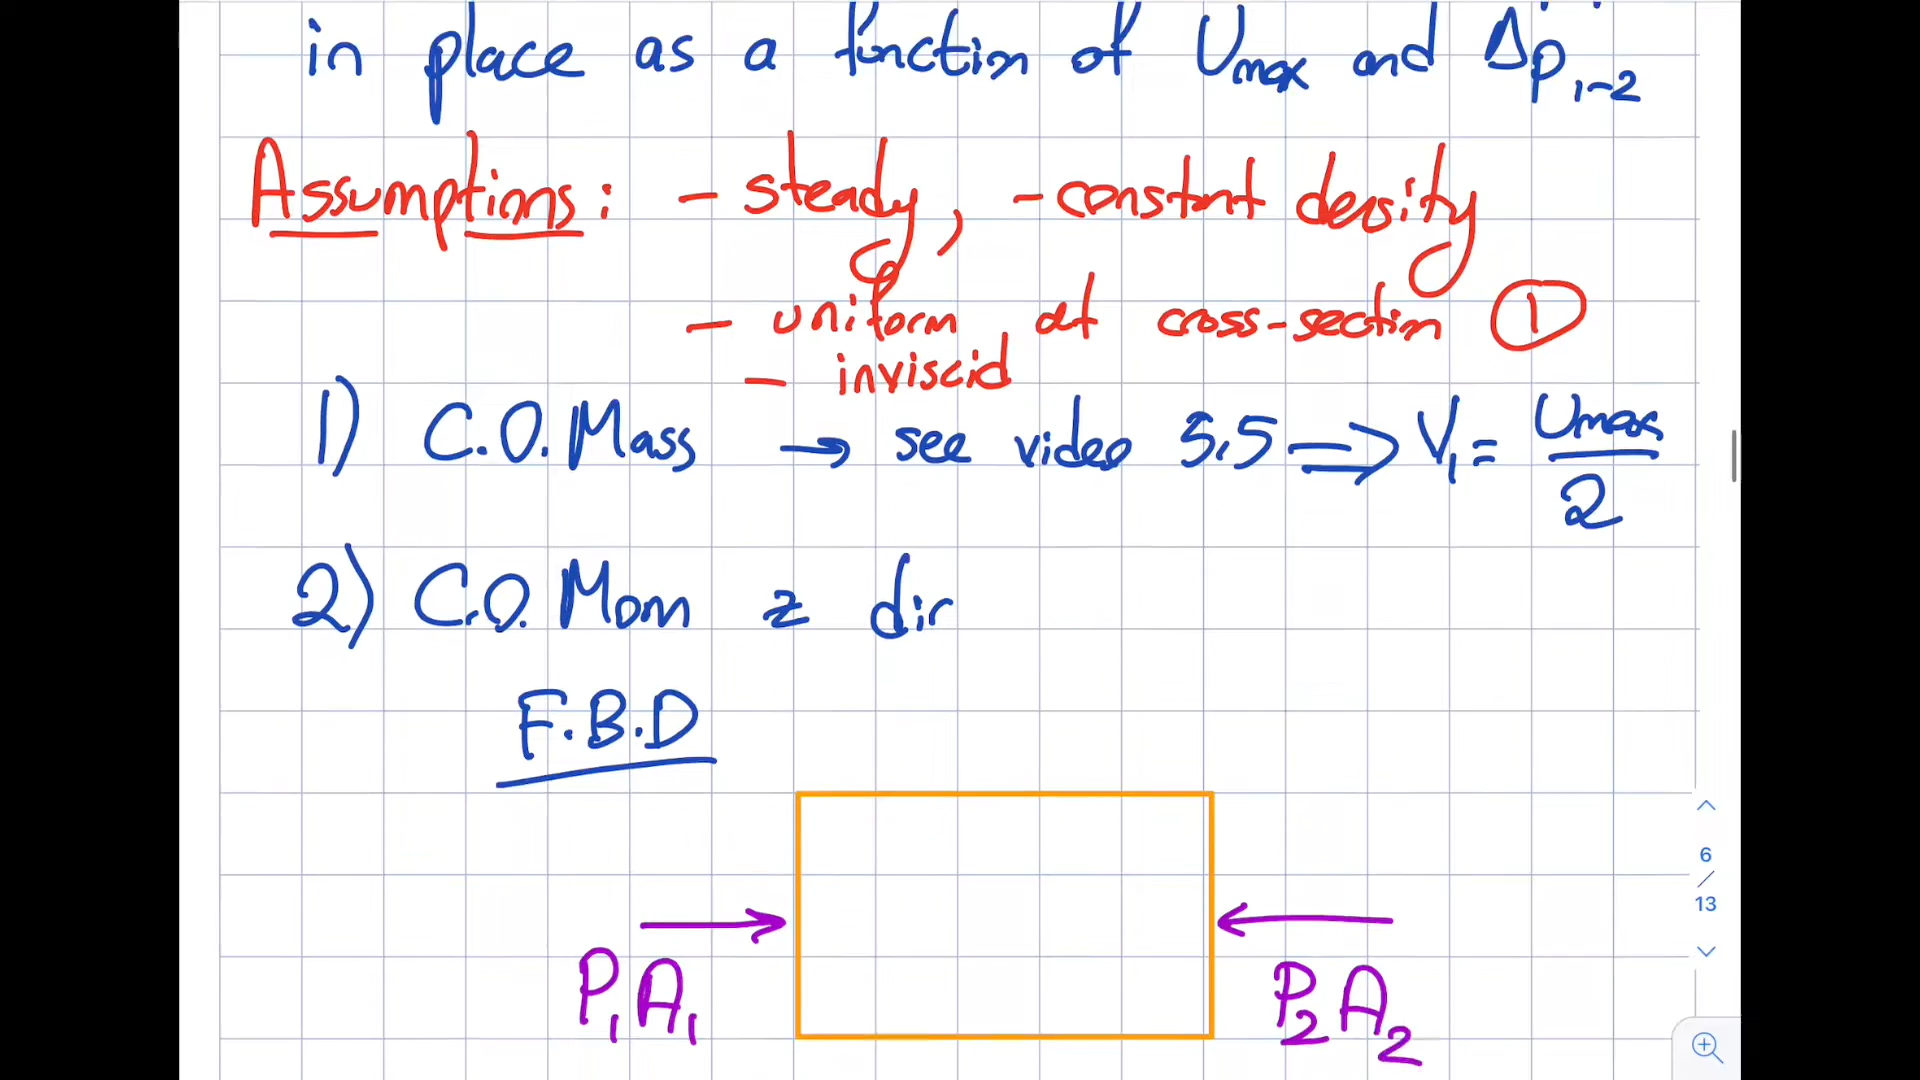 in place as a function of Umax and Δp1-2
Assumptions: - steady, - constant density
- uniform at cross-section ①
- inviscid
1) C.O.Mass → see video 5.5 ⇒ V1 = Umax/2
2) C.O.Mom z dir
F.B.D
6
/
13
P1A1 P2A2